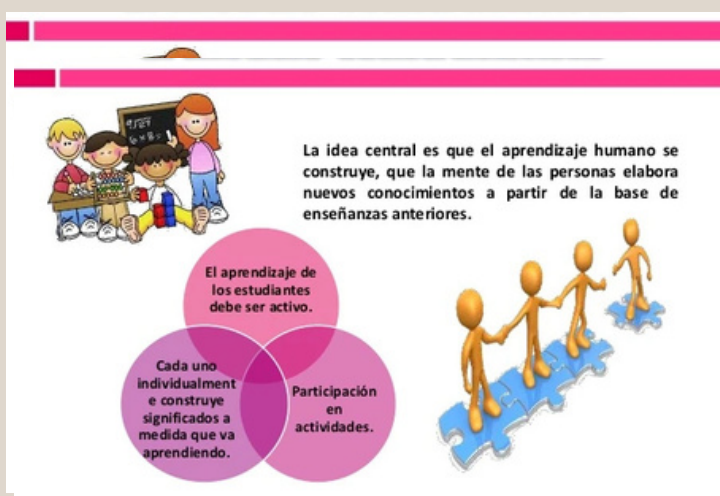 La idea central es que el aprendizaje humano se
construye, que la mente de las personas elabora
nuevos conocimientos a partir de la base de
enseñanzas anteriores.
El aprendizaje de
los estudiantes
debe ser activo.
Cada uno
individualment
e construye
significados a
medida que va
aprendiendo.
Participación
en
actividades.